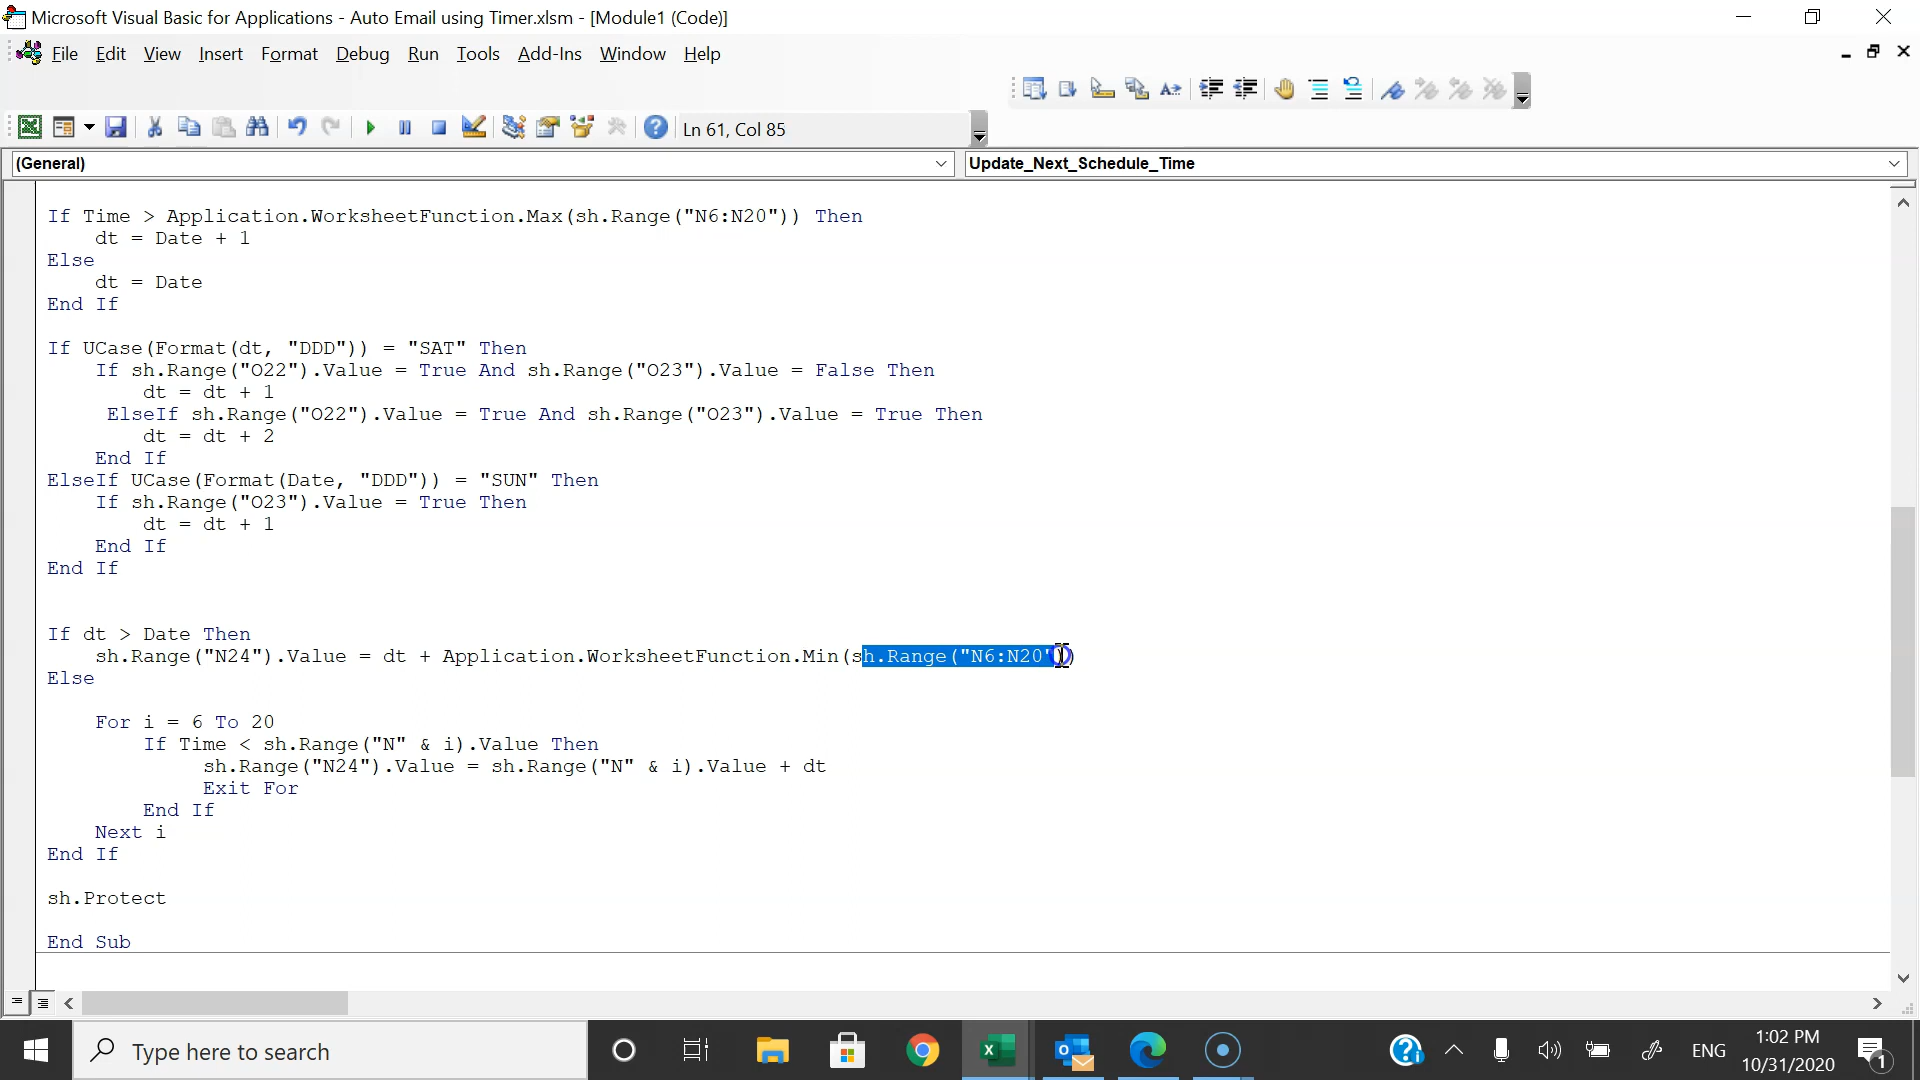 Microsoft Visual Basic for Applications - Auto Email using Timer.xlsm - [Module1 (Code)]
File Edit View Insert Format Debug Run Tools Add-Ins Window Help
Ln 61, Col 85
(General) Update_Next_Schedule_Time
If Time > Application.WorksheetFunction.Max(sh.Range("N6:N20")) Then
dt = Date + 1
Else
dt = Date
End If
If UCase(Format(dt, "DDD")) = "SAT" Then
If sh.Range("O22").Value = True And sh.Range("O23").Value = False Then
dt = dt + 1
ElseIf sh.Range("O22").Value = True And sh.Range("O23").Value = True Then
dt = dt + 2
End If
ElseIf UCase(Format(Date, "DDD")) = "SUN" Then
If sh.Range("O23").Value = True Then
dt = dt + 1
End If
End If
If dt > Date Then
sh.Range("N24").Value = dt + Application.WorksheetFunction.Min(sh.Range("N6:N20"))
Else
For i = 6 To 20
If Time < sh.Range("N" & i).Value Then
sh.Range("N24").Value = sh.Range("N" & i).Value + dt
Exit For
End If
Next i
End If
sh.Protect
End Sub
Type here to search
ENG
1:02 PM
10/31/2020
1